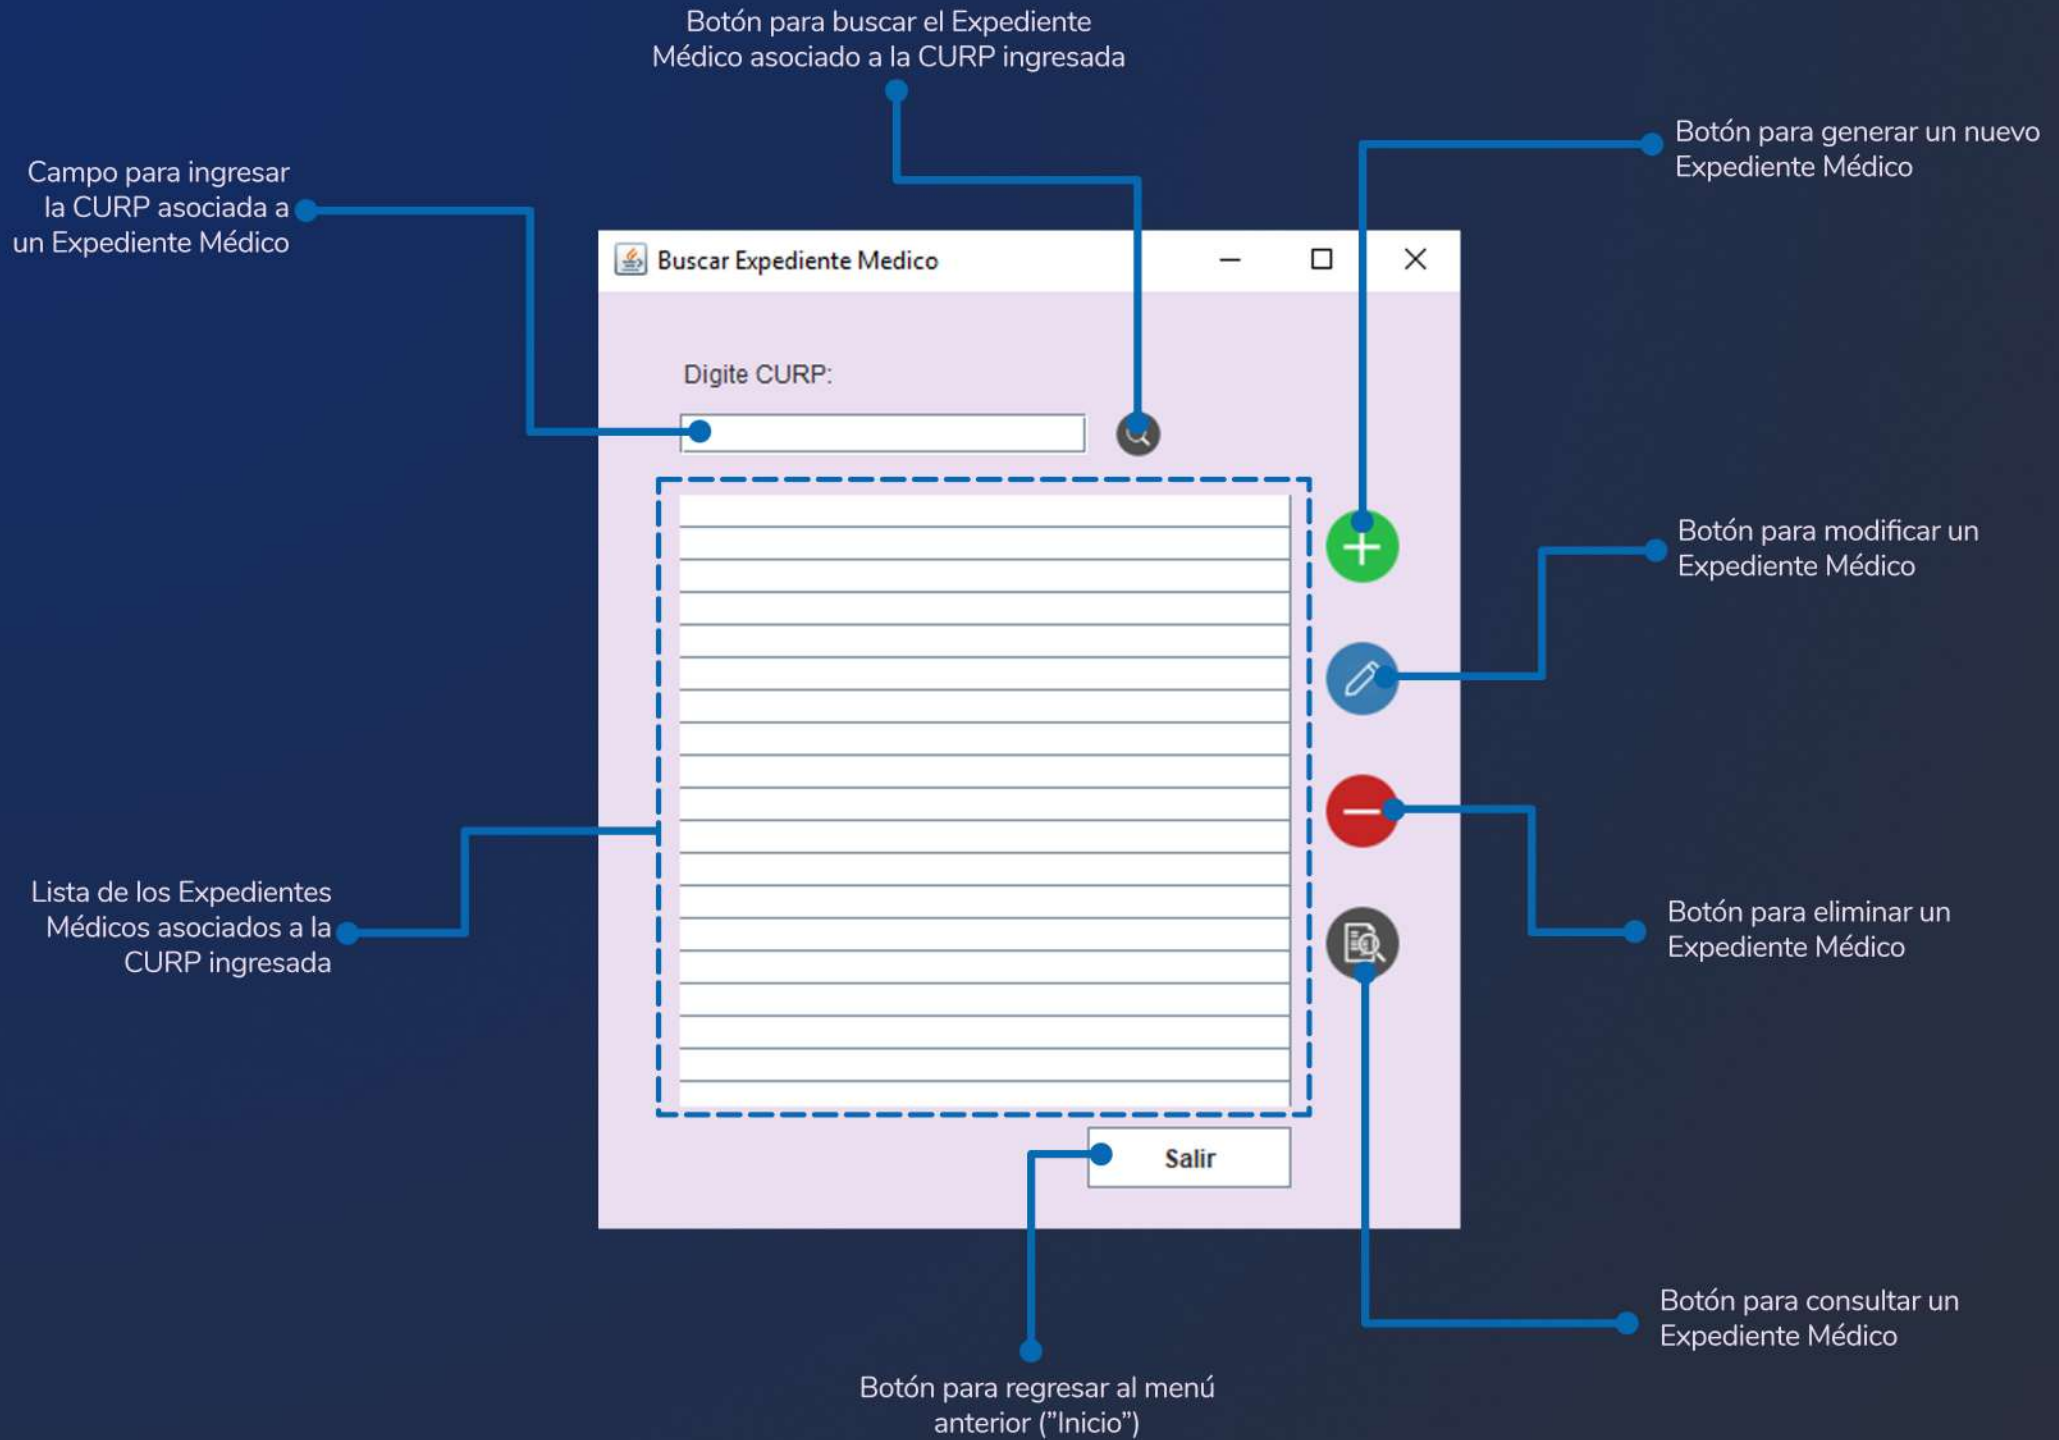 Botón para buscar el Expediente
Médico asociado a la CURP ingresada
Botón para generar un nuevo
Expediente Médico
Campo para ingresar
la CURP asociada a
un Expediente Médico
Buscar Expediente Medico
Digite CURP:
Botón para modificar un
Expediente Médico
Lista de los Expedientes
Médicos asociados a la
CURP ingresada
Botón para eliminar un
Expediente Médico
Salir
Botón para consultar un
Expediente Médico
Botón para regresar al menú
anterior (”Inicio”)